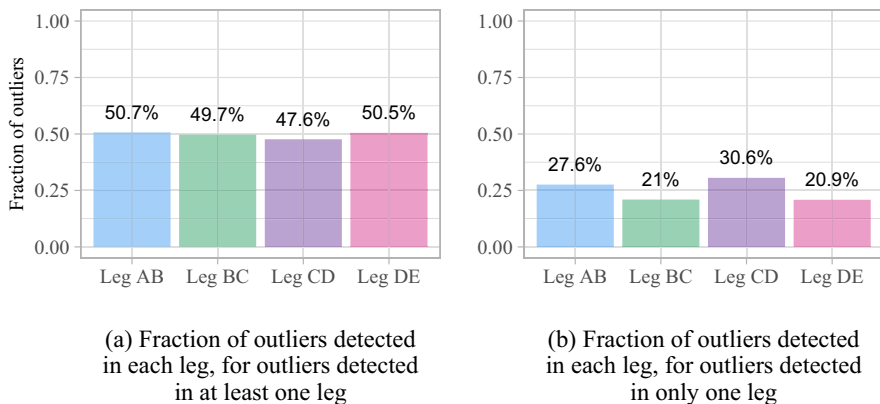 Fraction of outliers
1.00
0.75
0.50
0.25
0.00
50.7%
49.7%
47.6%
50.5%
Leg AB
Leg BC
Leg CD
Leg DE
(a) Fraction of outliers detected
in each leg, for outliers detected
in at least one leg
1.00
0.75
0.50
0.25
0.00
27.6%
21%
30.6%
20.9%
Leg AB
Leg BC
Leg CD
Leg DE
(b) Fraction of outliers detected
in each leg, for outliers detected
in only one leg